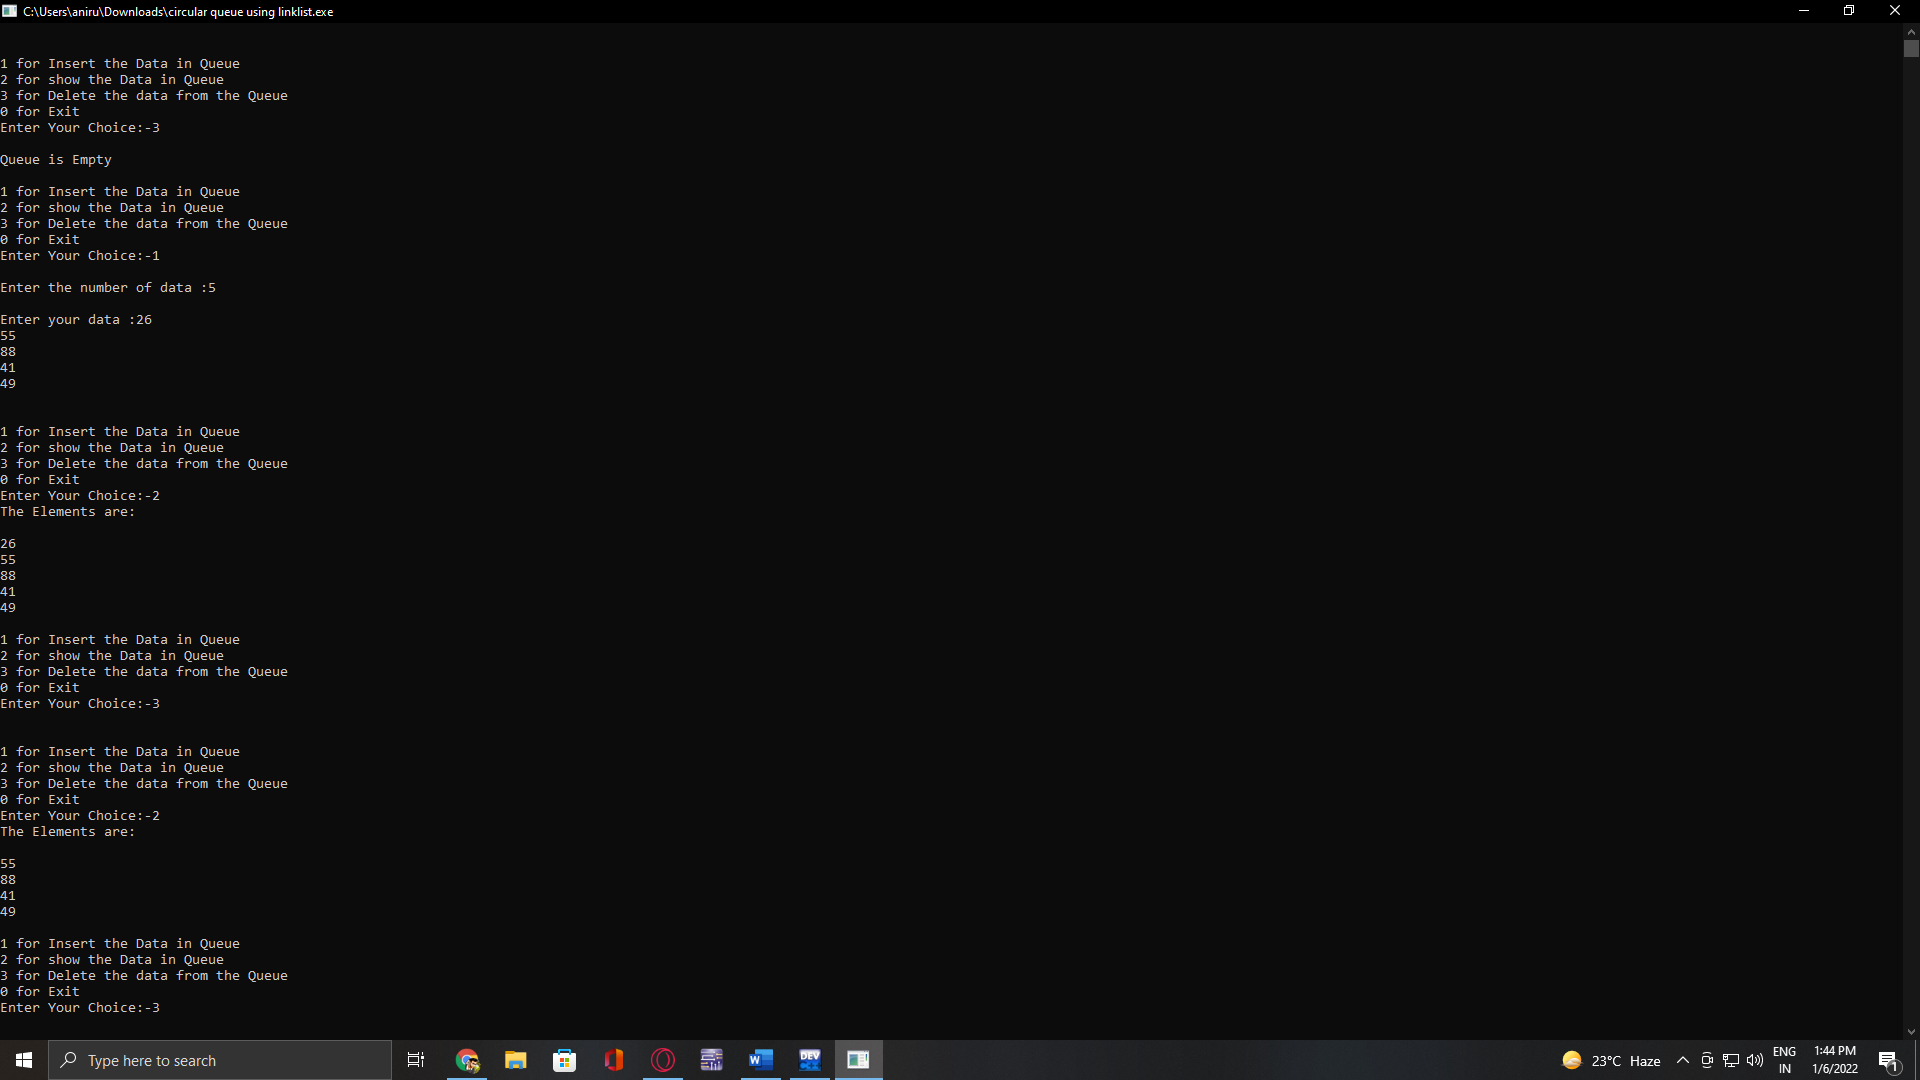 C:\Users\aniru\Downloads\circular queue using linklist.exe
1 for Insert the Data in Queue
2 for show the Data in Queue
3 for Delete the data from the Queue
0 for Exit
Enter Your Choice:-3
Queue is Empty
1 for Insert the Data in Queue
2 for show the Data in Queue
3 for Delete the data from the Queue
0 for Exit
Enter Your Choice:-1
Enter the number of data :5
Enter your data :26
55
88
41
49
1 for Insert the Data in Queue
2 for show the Data in Queue
3 for Delete the data from the Queue
0 for Exit
Enter Your Choice:-2
The Elements are:
26
55
88
41
49
1 for Insert the Data in Queue
2 for show the Data in Queue
3 for Delete the data from the Queue
0 for Exit
Enter Your Choice:-3
1 for Insert the Data in Queue
2 for show the Data in Queue
3 for Delete the data from the Queue
0 for Exit
Enter Your Choice:-2
The Elements are:
55
88
41
49
1 for Insert the Data in Queue
2 for show the Data in Queue
3 for Delete the data from the Queue
0 for Exit
Enter Your Choice:-3
Type here to search
W
DEV
23°C Haze
ENG
IN
1:44 PM
1/6/2022
1